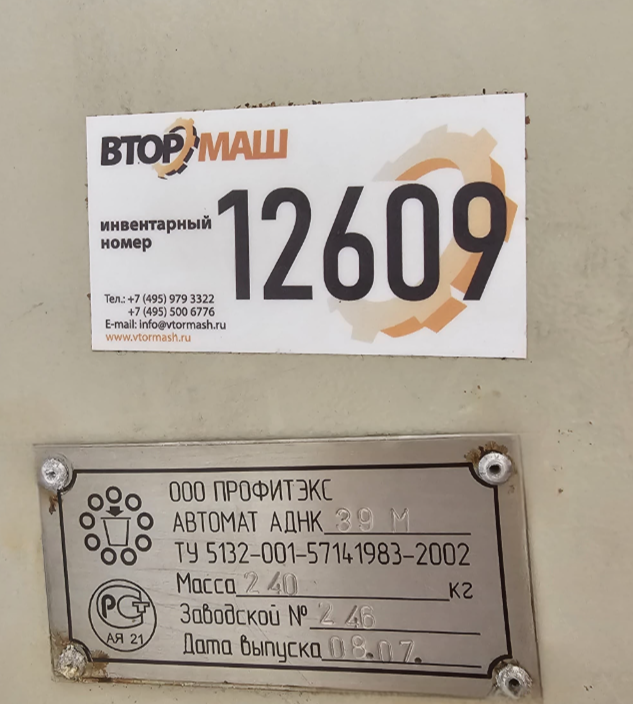 ВТОРМАШ
инвентарный
номер
12609
Тел.: +7 (495) 979 3322
+7 (495) 500 6776
E-mail: info@vtormash.ru
www.vtormash.ru
ООО ПРОФИТЭКС
АВТОМАТ АДНК 39 М
ТУ 5132-001-57141983-2002
Масса 240 кг
Заводской № 246
Дата выпуска 08.07.
РСТ
АЯ 21